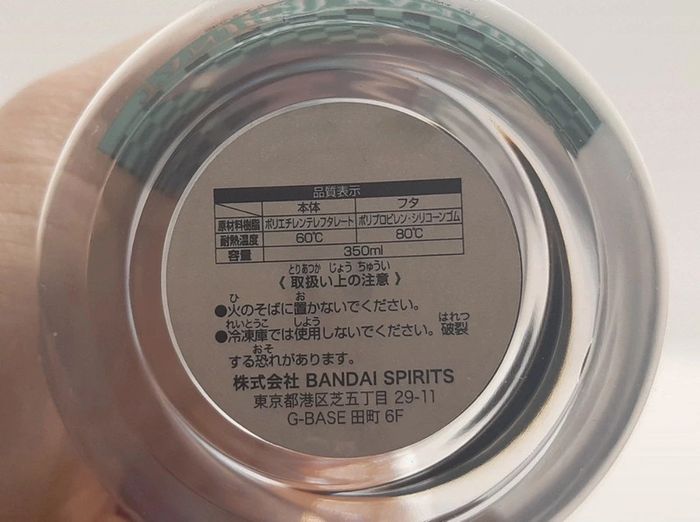 品質表示
本体 フタ
原材料樹脂 ポリエチレンテレフタレート ポリプロピレン・シリコーンゴム
耐熱温度 60℃ 80℃
容量 350ml
とりあつか じょう ちゅうい
《 取扱い上の注意 》
ひ お
●火のそばに置かないでください。
れいとうこ しよう はれつ
●冷凍庫では使用しないでください。破裂
おそ
する恐れがあります。
株式会社 BANDAI SPIRITS
東京都港区芝五丁目 29-11
G-BASE 田町 6F